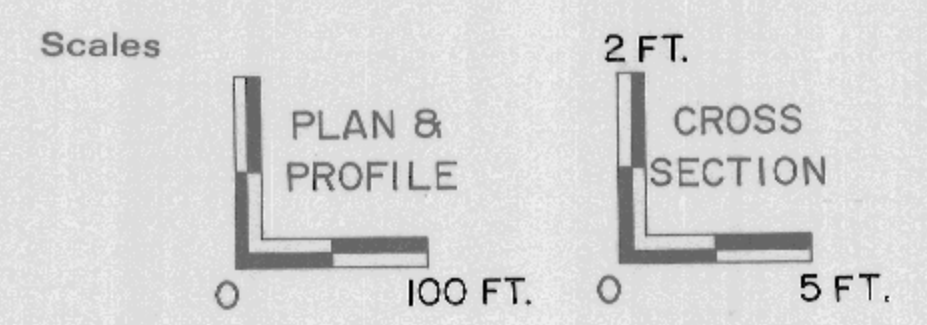 Scales
PLAN &
PROFILE
0
100 FT.
2 FT.
CROSS
SECTION
0
5 FT.